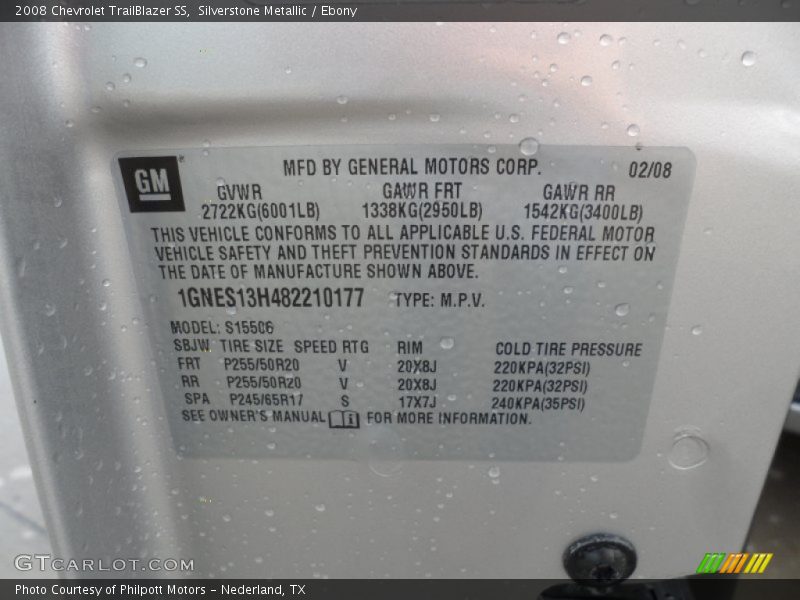 2008 Chevrolet TrailBlazer SS, Silverstone Metallic / Ebony
GM
MFD BY GENERAL MOTORS CORP. 02/08
GVWR GAWR FRT GAWR RR
2722KG(6001LB) 1338KG(2950LB) 1542KG(3400LB)
THIS VEHICLE CONFORMS TO ALL APPLICABLE U.S. FEDERAL MOTOR
VEHICLE SAFETY AND THEFT PREVENTION STANDARDS IN EFFECT ON
THE DATE OF MANUFACTURE SHOWN ABOVE.
1GNES13H482210177 TYPE: M.P.V.
MODEL: S15506
SBJW TIRE SIZE SPEED RTG RIM COLD TIRE PRESSURE
FRT P255/50R20 V 20X8J 220KPA(32PSI)
RR P255/50R20 V 20X8J 220KPA(32PSI)
SPA P245/65R17 S 17X7J 240KPA(35PSI)
SEE OWNER'S MANUAL FOR MORE INFORMATION.
GTCARLOT.COM
Photo Courtesy of Philpott Motors - Nederland, TX